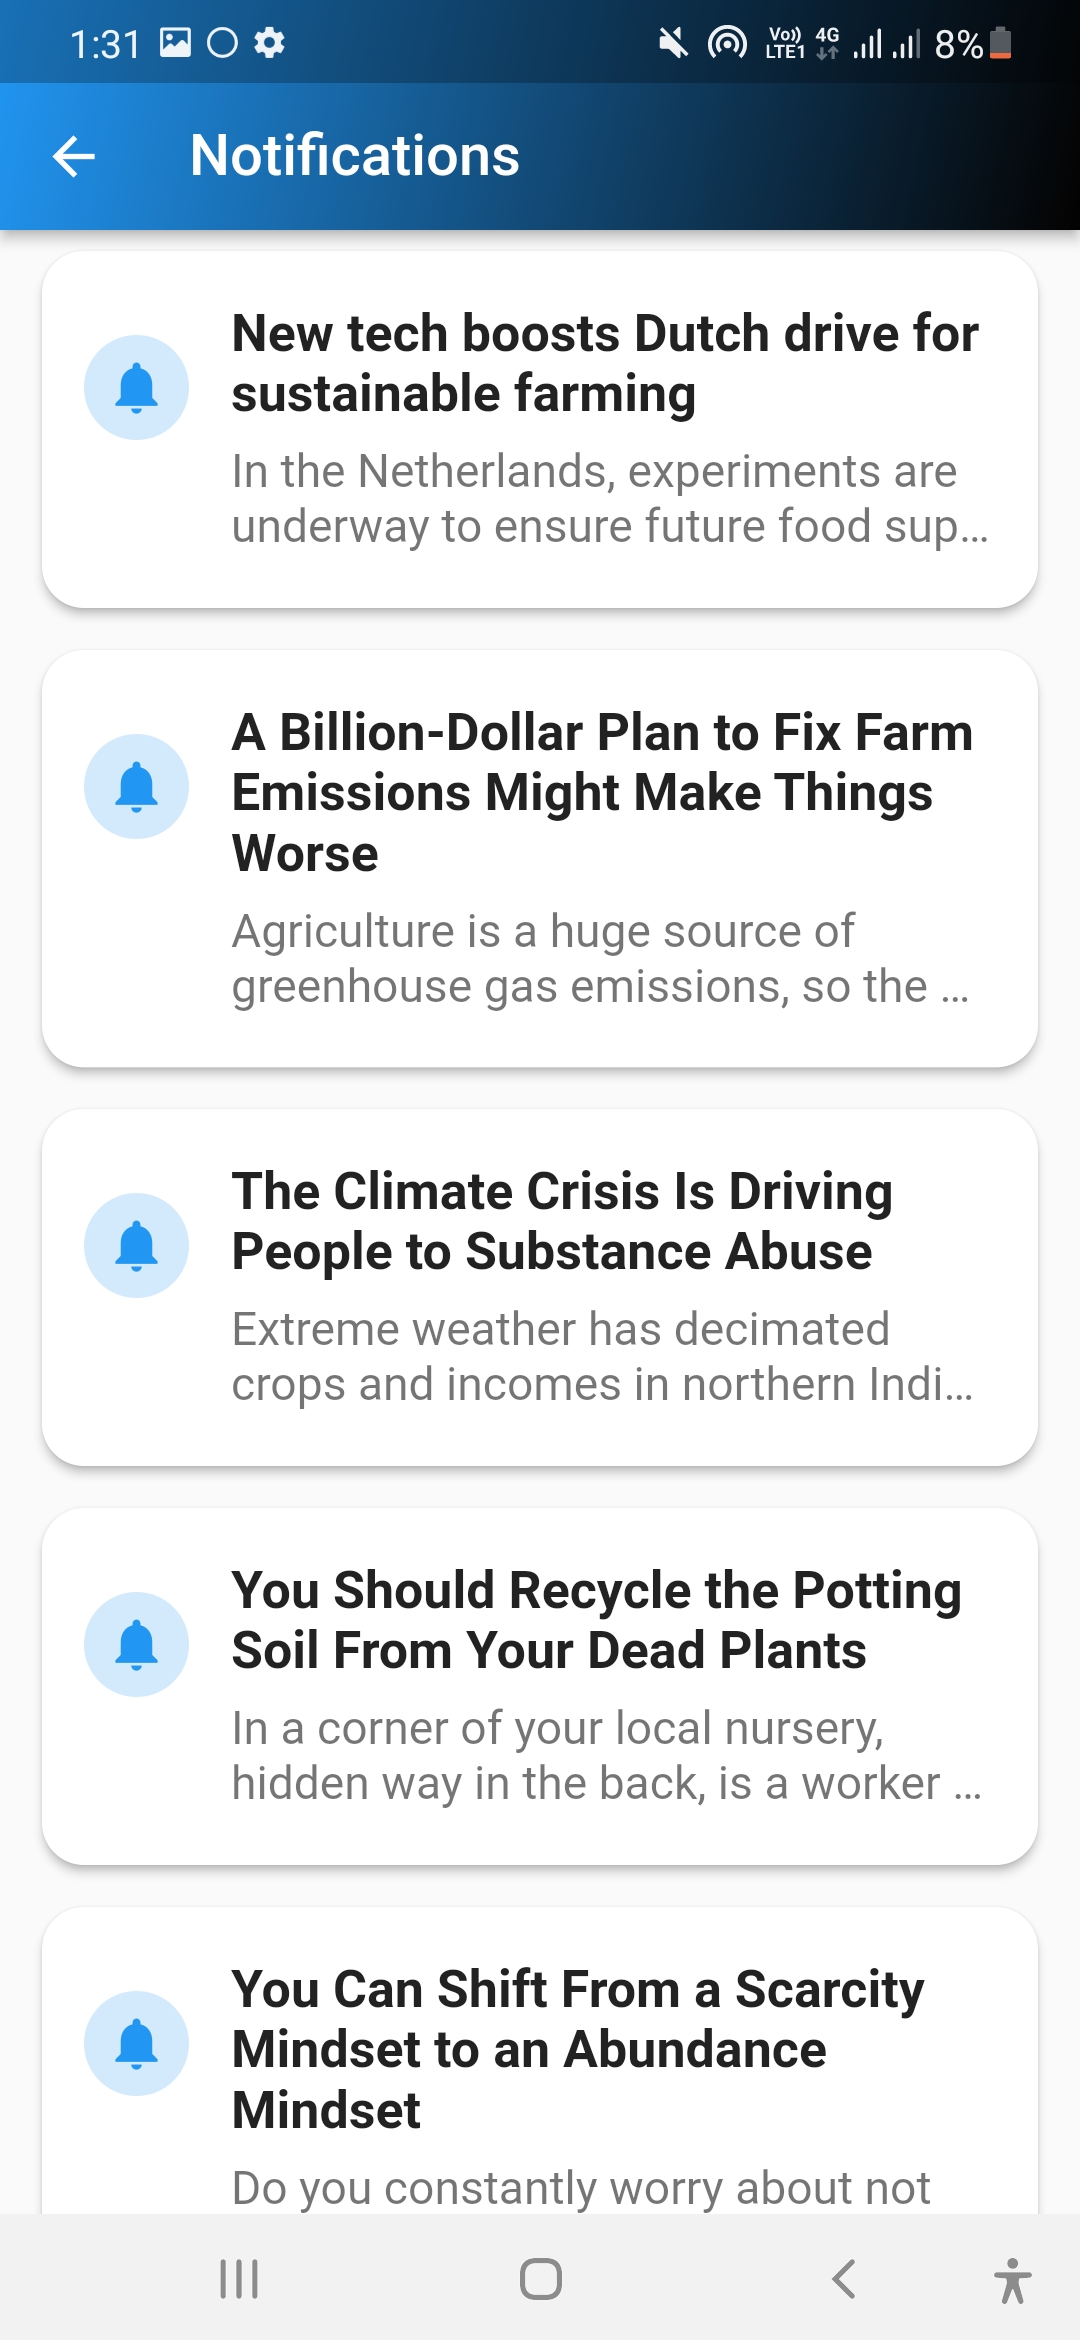 1:31
Vo)) 4G
LTE1
8%
Notifications
New tech boosts Dutch drive for
sustainable farming
In the Netherlands, experiments are
underway to ensure future food sup...
A Billion-Dollar Plan to Fix Farm
Emissions Might Make Things
Worse
Agriculture is a huge source of
greenhouse gas emissions, so the ...
The Climate Crisis Is Driving
People to Substance Abuse
Extreme weather has decimated
crops and incomes in northern Indi...
You Should Recycle the Potting
Soil From Your Dead Plants
In a corner of your local nursery,
hidden way in the back, is a worker ...
You Can Shift From a Scarcity
Mindset to an Abundance
Mindset
Do you constantly worry about not